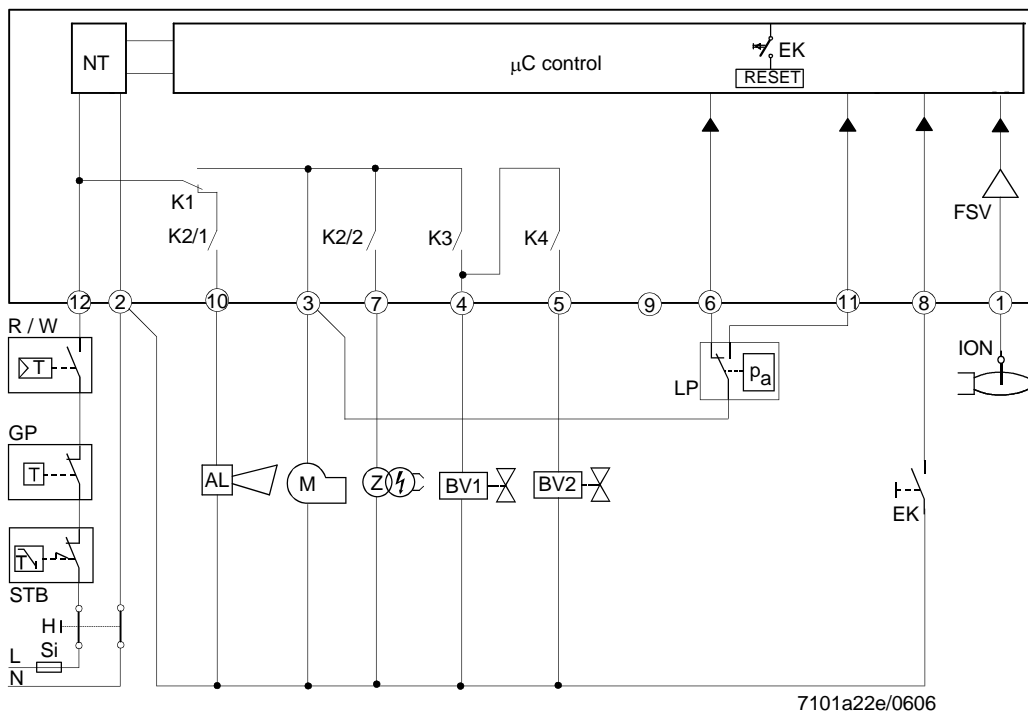 NT
μC control
EK
RESET
K1
K2/1
K2/2
K3
K4
FSV
12
2
10
3
7
4
5
9
6
11
8
1
R / W
T
GP
T
STB
T
H
L
Si
N
AL
M
Z
BV1
BV2
LP
pa
ION
EK
7101a22e/0606